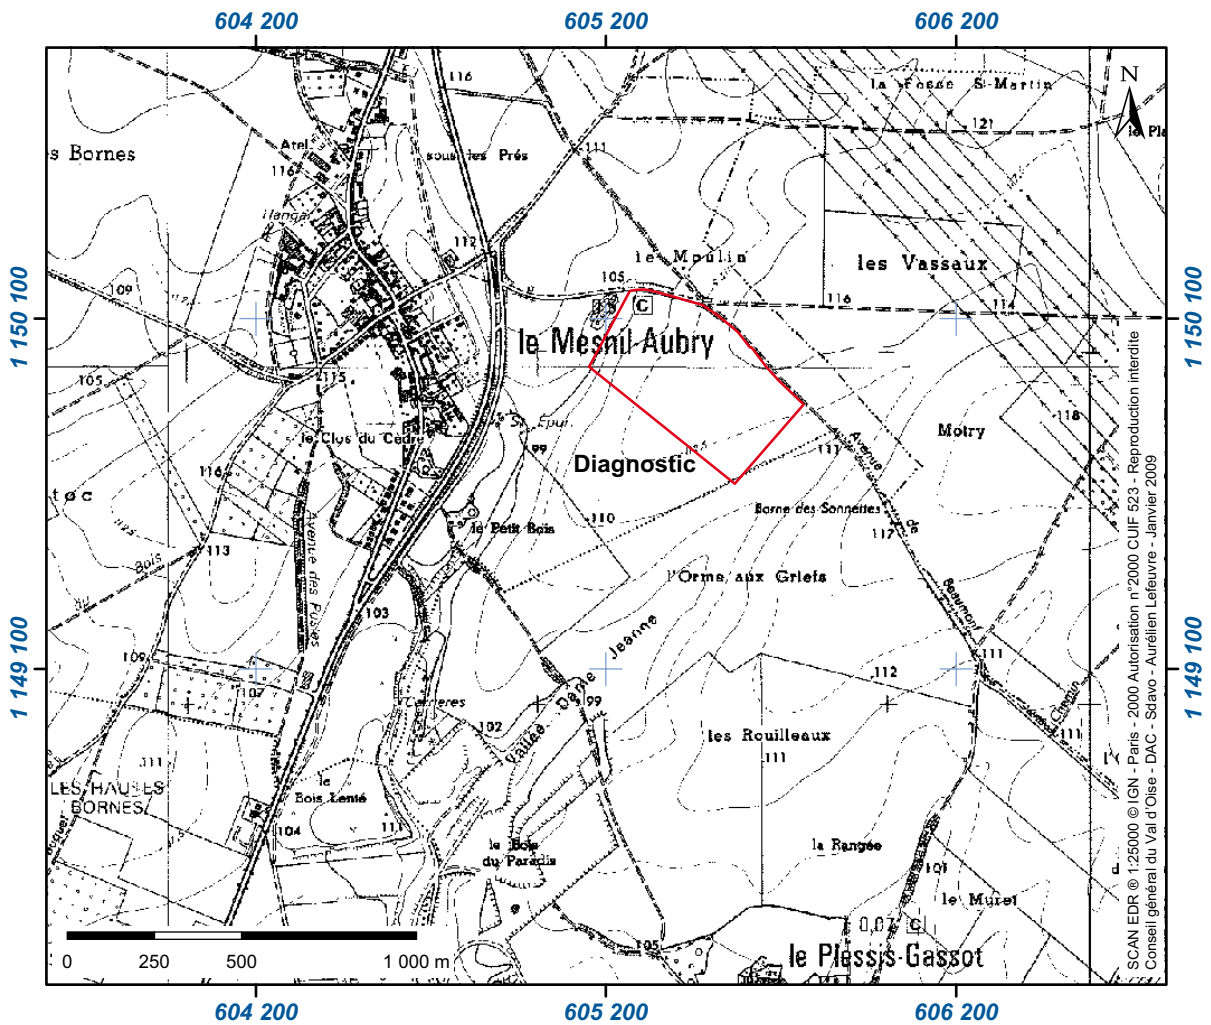 604 200
605 200
606 200
116
la Fosse S-Martin
121
N
le Pla
s Bornes
Atel
116
sous les Prés
111
Hangar
112
le Moulin
les Vassaux
109
105
116
114
1 150 100
1 150 100
C
le Mesnil-Aubry
105
115
118
le Clos du Cèdre
99
Motry
116
Diagnostic
111
Avenue
de
Beaumont
toc
110
Borne des Sonnettes
le Petit Bois
117
Bois
113
Avenue des Fusées
l'Orme aux Griefs
103
Vallée Dame Jeanne
109
111
1 149 100
1 149 100
107
112
99
Carrières
102
Chemin
les Rouilleaux
111
111
111
LES HAUTES
BORNES
le
Bois Lenté
104
111
le Bois
du Paradis
la Rangée
101
le Muret
0,07 C
105
le Plessis-Gassot
0
250
500
1 000 m
SCAN EDR ® 1:25000 © IGN - Paris - 2000 Autorisation n°2000 CUIF 523 - Reproduction interdite
Conseil général du Val d'Oise - DAC - Sdavo - Aurélien Lefeuvre - Janvier 2009
604 200
605 200
606 200